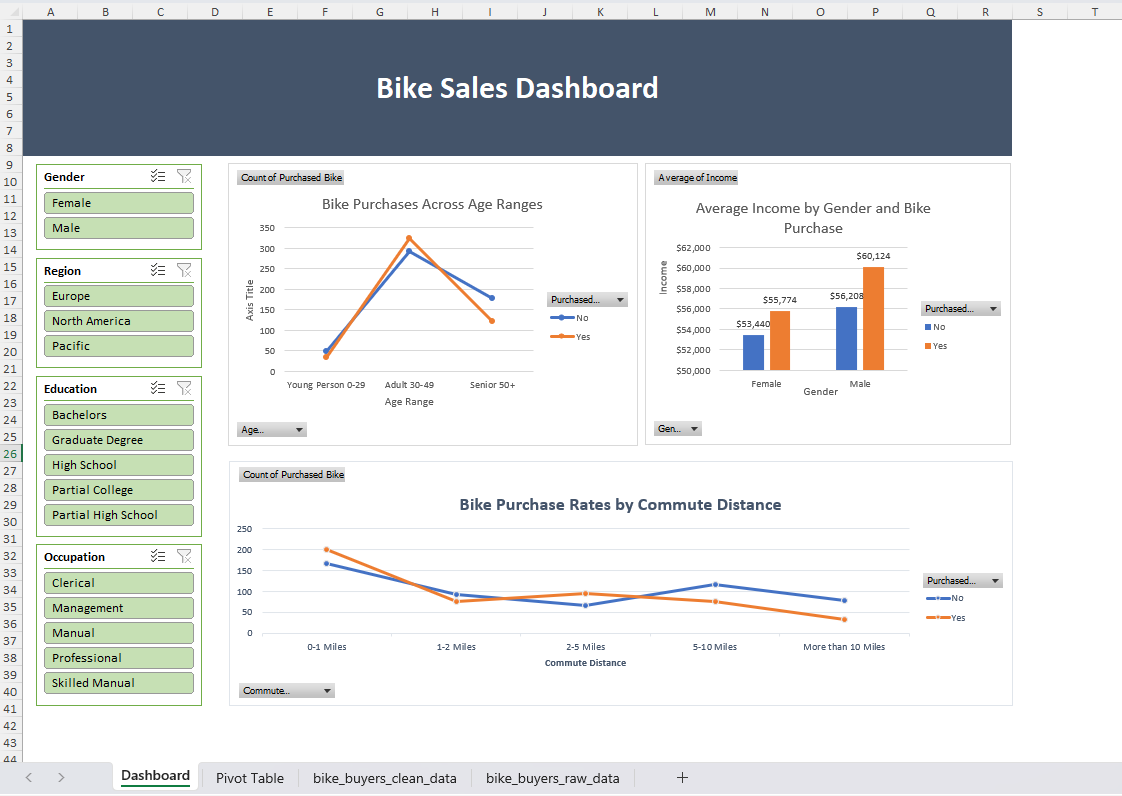 A B C D E F G H I J K L M N O P Q R S T
1
2
3
4
5
6
7
8
9
10
11
12
13
14
15
16
17
18
19
20
21
22
23
24
25
26
27
28
29
30
31
32
33
34
35
36
37
38
39
40
41
42
43
44
Bike Sales Dashboard
Gender
Female
Male
Region
Europe
North America
Pacific
Education
Bachelors
Graduate Degree
High School
Partial College
Partial High School
Occupation
Clerical
Management
Manual
Professional
Skilled Manual
Count of Purchased Bike
Bike Purchases Across Age Ranges
Axis Title
350
300
250
200
150
100
50
0
Young Person 0-29 Adult 30-49 Senior 50+
Age Range
Purchased...
No
Yes
Age...
Average of Income
Average Income by Gender and Bike
Purchase
Income
$62,000
$60,000
$58,000
$56,000
$54,000
$52,000
$50,000
$53,440
$55,774
$56,208
$60,124
Female Male
Gender
Purchased...
No
Yes
Gen...
Count of Purchased Bike
Bike Purchase Rates by Commute Distance
250
200
150
100
50
0
0-1 Miles 1-2 Miles 2-5 Miles 5-10 Miles More than 10 Miles
Commute Distance
Purchased...
No
Yes
Commute...
Dashboard Pivot Table bike_buyers_clean_data bike_buyers_raw_data +